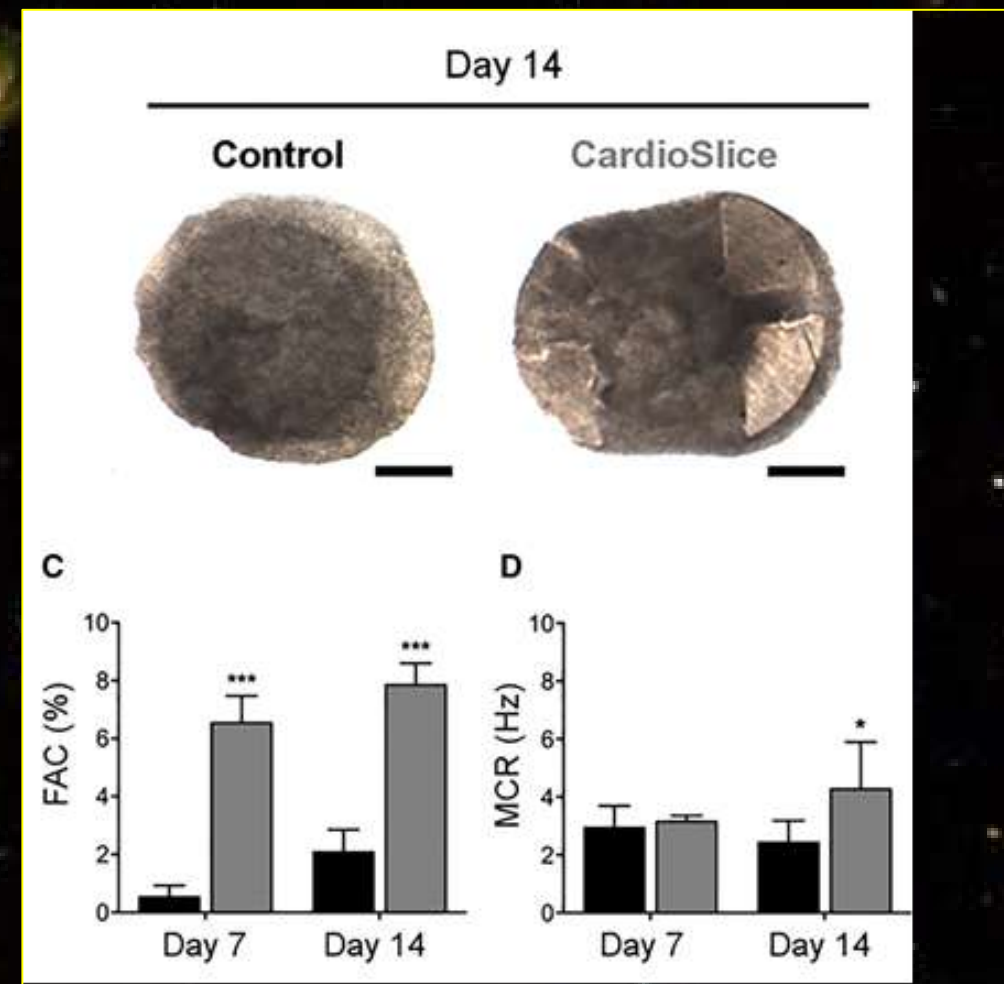 Day 14
Control CardioSlice
C D
10 10
*** ***
8 8
*
6 6
FAC (%) MCR (Hz)
4 4
2 2
0 0
Day 7 Day 14 Day 7 Day 14